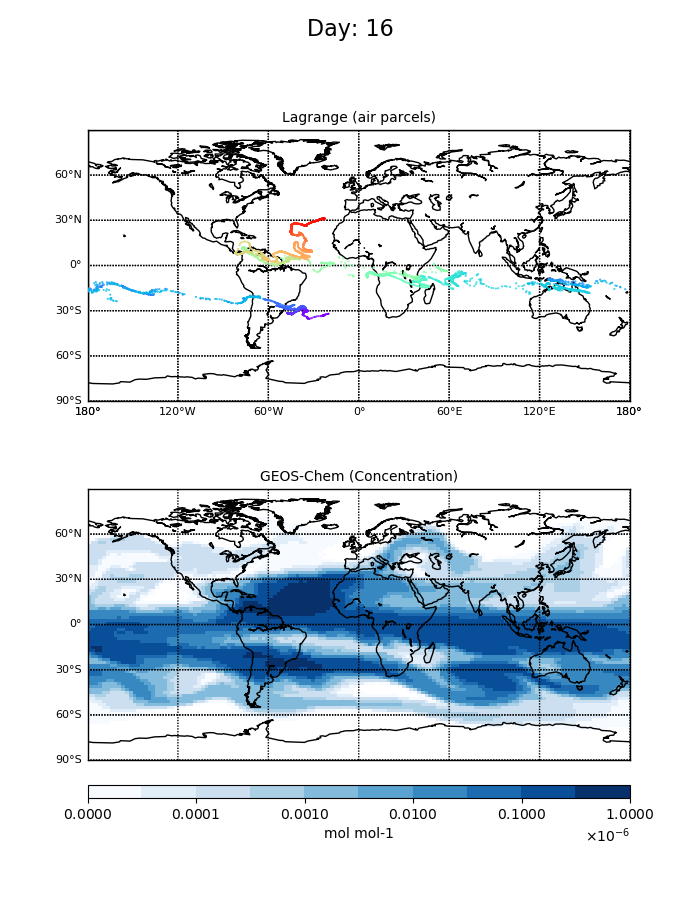 Day: 16
Lagrange (air parcels)
60°N
30°N
0°
30°S
60°S
90°S
180° 120°W 60°W 0° 60°E 120°E 180°
GEOS-Chem (Concentration)
60°N
30°N
0°
30°S
60°S
90°S
0.0000 0.0001 0.0010 0.0100 0.1000 1.0000
mol mol-1 ×10⁻⁶